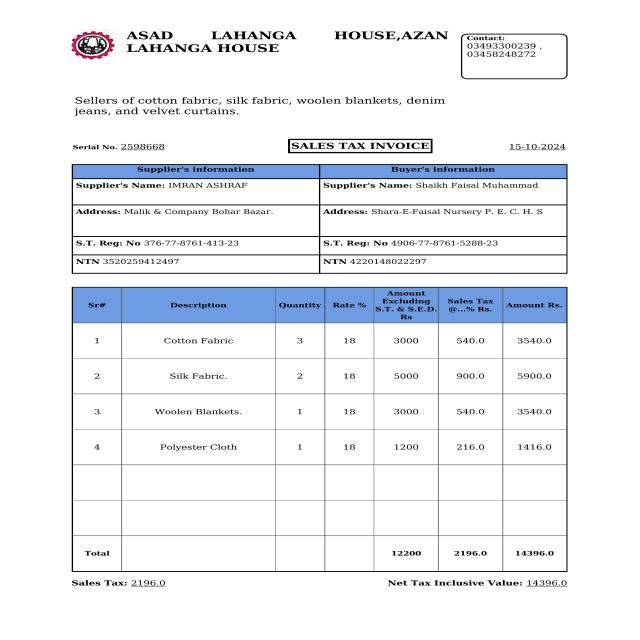 ASAD LAHANGA HOUSE,AZAN
LAHANGA HOUSE
Contact:
03493300239 ,
03458248272
Sellers of cotton fabric, silk fabric, woolen blankets, denim
jeans, and velvet curtains.
Serial No. 2598668 SALES TAX INVOICE 15-10-2024
Supplier's information Buyer's information
Supplier's Name: IMRAN ASHRAF Supplier's Name: Shaikh Faisal Muhammad
Address: Malik & Company Bohar Bazar. Address: Shara-E-Faisal Nursery P. E. C. H. S
S.T. Reg: No 376-77-8761-413-23 S.T. Reg: No 4906-77-8761-5288-23
NTN 3520259412497 NTN 4220148022297
Sr# Description Quantity Rate % Amount Excluding S.T. & S.E.D. Rs Sales Tax @...% Rs. Amount Rs.
1 Cotton Fabric 3 18 3000 540.0 3540.0
2 Silk Fabric. 2 18 5000 900.0 5900.0
3 Woolen Blankets. 1 18 3000 540.0 3540.0
4 Polyester Cloth 1 18 1200 216.0 1416.0
Total 12200 2196.0 14396.0
Sales Tax: 2196.0 Net Tax Inclusive Value: 14396.0